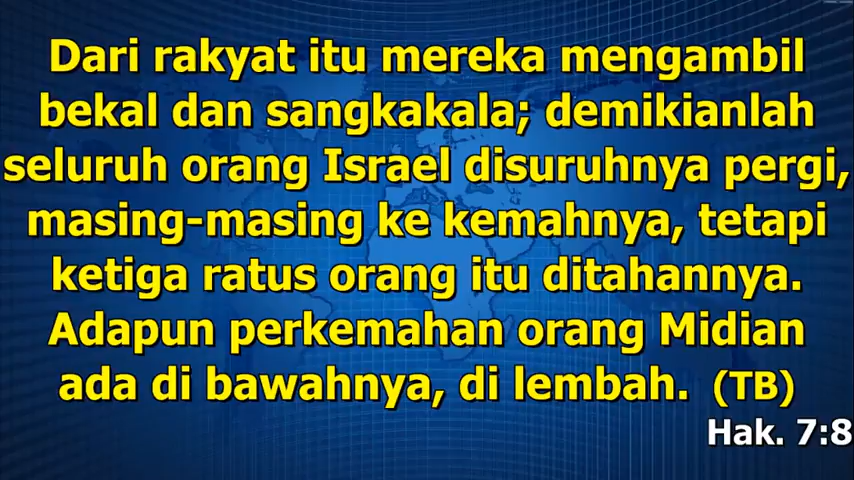 Dari rakyat itu mereka mengambil
bekal dan sangkakala; demikianlah
seluruh orang Israel disuruhnya pergi,
masing-masing ke kemahnya, tetapi
ketiga ratus orang itu ditahannya.
Adapun perkemahan orang Midian
ada di bawahnya, di lembah. (TB)
Hak. 7:8